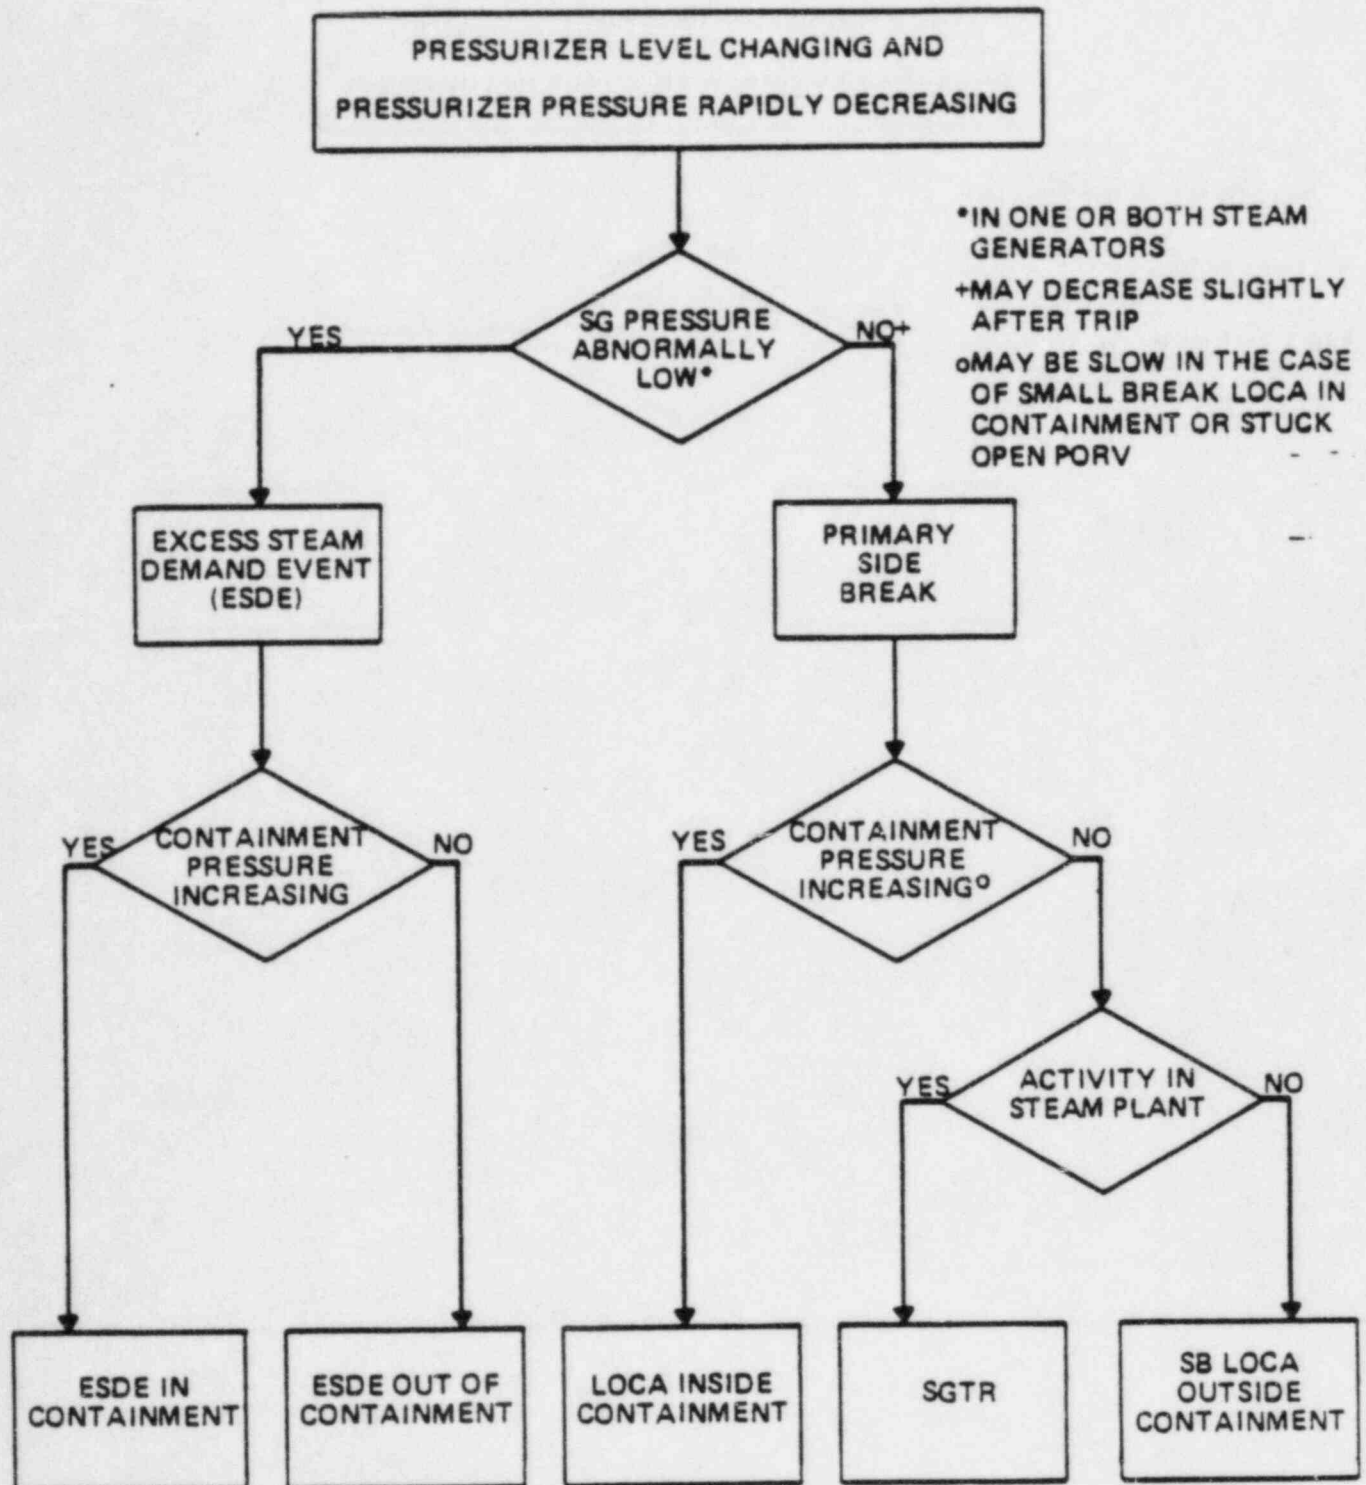 PRESSURIZER LEVEL CHANGING AND
PRESSURIZER PRESSURE RAPIDLY DECREASING
*IN ONE OR BOTH STEAM
GENERATORS
+MAY DECREASE SLIGHTLY
AFTER TRIP
oMAY BE SLOW IN THE CASE
OF SMALL BREAK LOCA IN
CONTAINMENT OR STUCK
OPEN PORV
YES
SG PRESSURE
ABNORMALLY
LOW*
NO+
EXCESS STEAM
DEMAND EVENT
(ESDE)
PRIMARY
SIDE
BREAK
YES
CONTAINMENT
PRESSURE
INCREASING
NO
YES
CONTAINMENT
PRESSURE
INCREASINGo
NO
YES
ACTIVITY IN
STEAM PLANT
NO
ESDE IN
CONTAINMENT
ESDE OUT OF
CONTAINMENT
LOCA INSIDE
CONTAINMENT
SGTR
SB LOCA
OUTSIDE
CONTAINMENT